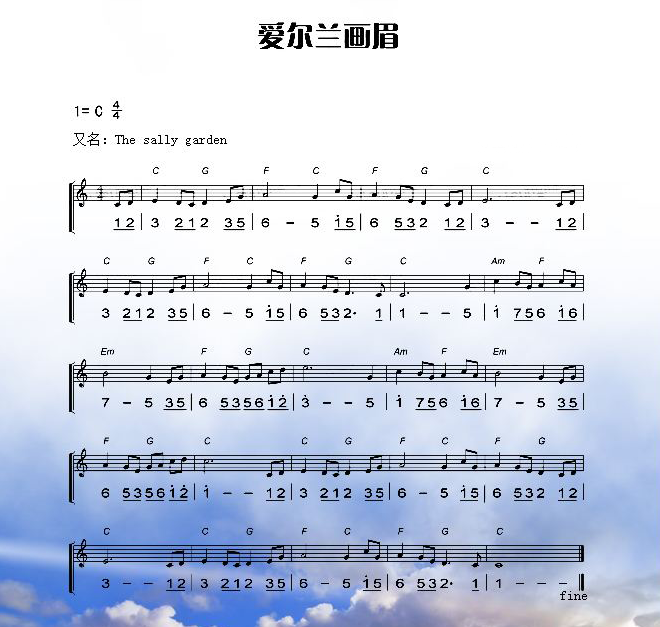 爱尔兰画眉
1= C 4/4
又名: The sally garden
C G F C F G C
12 | 3 212 35 | 6 - 5 i5 | 6 532 12 | 3 - - 12 |
C G F C F G C Am F
3 212 35 | 6 - 5 i5 | 6 532· 1 | 1 - - 5 | i 756 i6 |
Em F G C Am F Em
7 - 5 35 | 6 5356 i2̇ | 3̇ - - 5 | i 756 i6 | 7 - 5 35 |
F G C C G F C F G
6 5356 i2̇ | i - - 12 | 3 212 35 | 6 - 5 i5 | 6 532 12 |
C C G F C F G C
3 - - 12 | 3 212 35 | 6 - 5 i5 | 6 532· 1 | 1 - - - ‖
fine